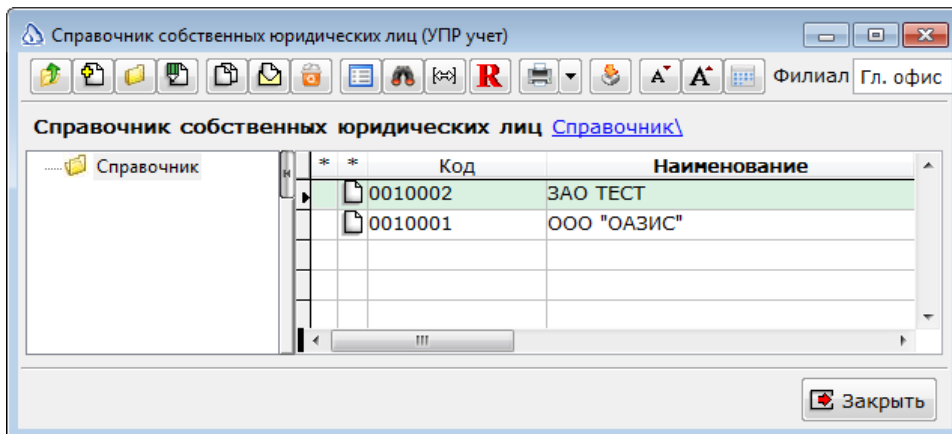 Справочник собственных юридических лиц (УПР учет)
R А А Филиал Гл. офис
Справочник собственных юридических лиц Справочник\
Справочник * * Код Наименование
0010002 ЗАО ТЕСТ
0010001 ООО "ОАЗИС"
Закрыть